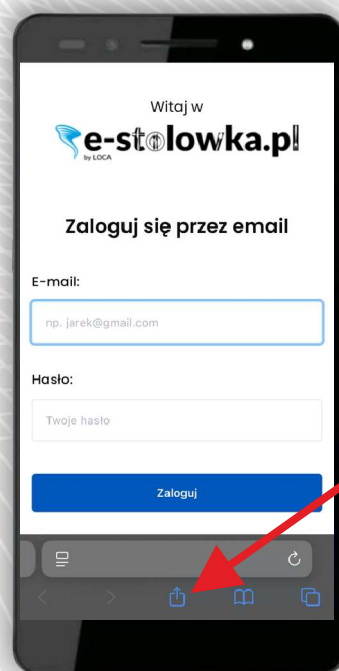 Witaj w
e-stolowka.pl
by LOCA
Zaloguj się przez email
E-mail:
np. jarek@gmail.com
Hasło:
Twoje hasło
Zaloguj